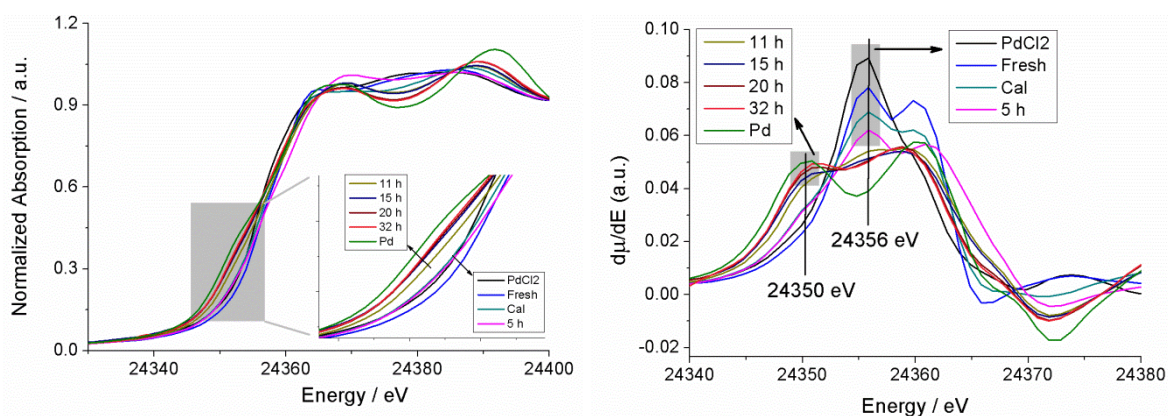 1.2
0.9
0.6
0.3
0.0
Normalized Absorption / a.u.
11 h
15 h
20 h
32 h
Pd
PdCl2
Fresh
Cal
5 h
24340
24360
24380
24400
Energy / eV
0.10
0.08
0.06
0.04
0.02
0.00
-0.02
dμ/dE (a.u.)
11 h
15 h
20 h
32 h
Pd
PdCl2
Fresh
Cal
5 h
24356 eV
24350 eV
24340
24350
24360
24370
24380
Energy / eV